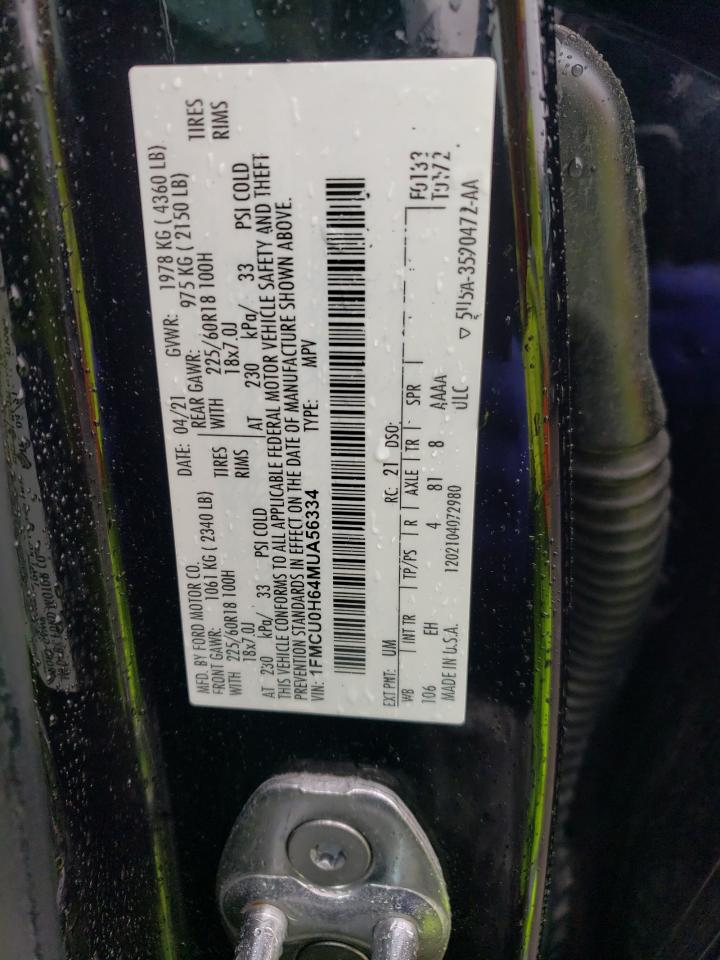 MFD. BY FORD MOTOR CO.
DATE: 04/21
GVWR: 1978 KG ( 4360 LB)
FRONT GAWR: 1061 KG ( 2340 LB)
REAR GAWR: 975 KG ( 2150 LB)
WITH 225/60R18 100H TIRES
WITH 225/60R18 100H TIRES
18x7.0J RIMS
18x7.0J RIMS
AT 230 kPa/ 33 PSI COLD
AT 230 kPa/ 33 PSI COLD
THIS VEHICLE CONFORMS TO ALL APPLICABLE FEDERAL MOTOR VEHICLE SAFETY AND THEFT
PREVENTION STANDARDS IN EFFECT ON THE DATE OF MANUFACTURE SHOWN ABOVE.
VIN: 1FMCU0H64MUA56334
TYPE: MPV
EXT PNT: UM RC: 21 DSO:
F0133
T0372
WB INT TR TP/PS R AXLE TR SPR
106 EH 4 81 8 AAAA
ULC
MADE IN U.S.A. 1202104072980
5U5A-3520472-AA